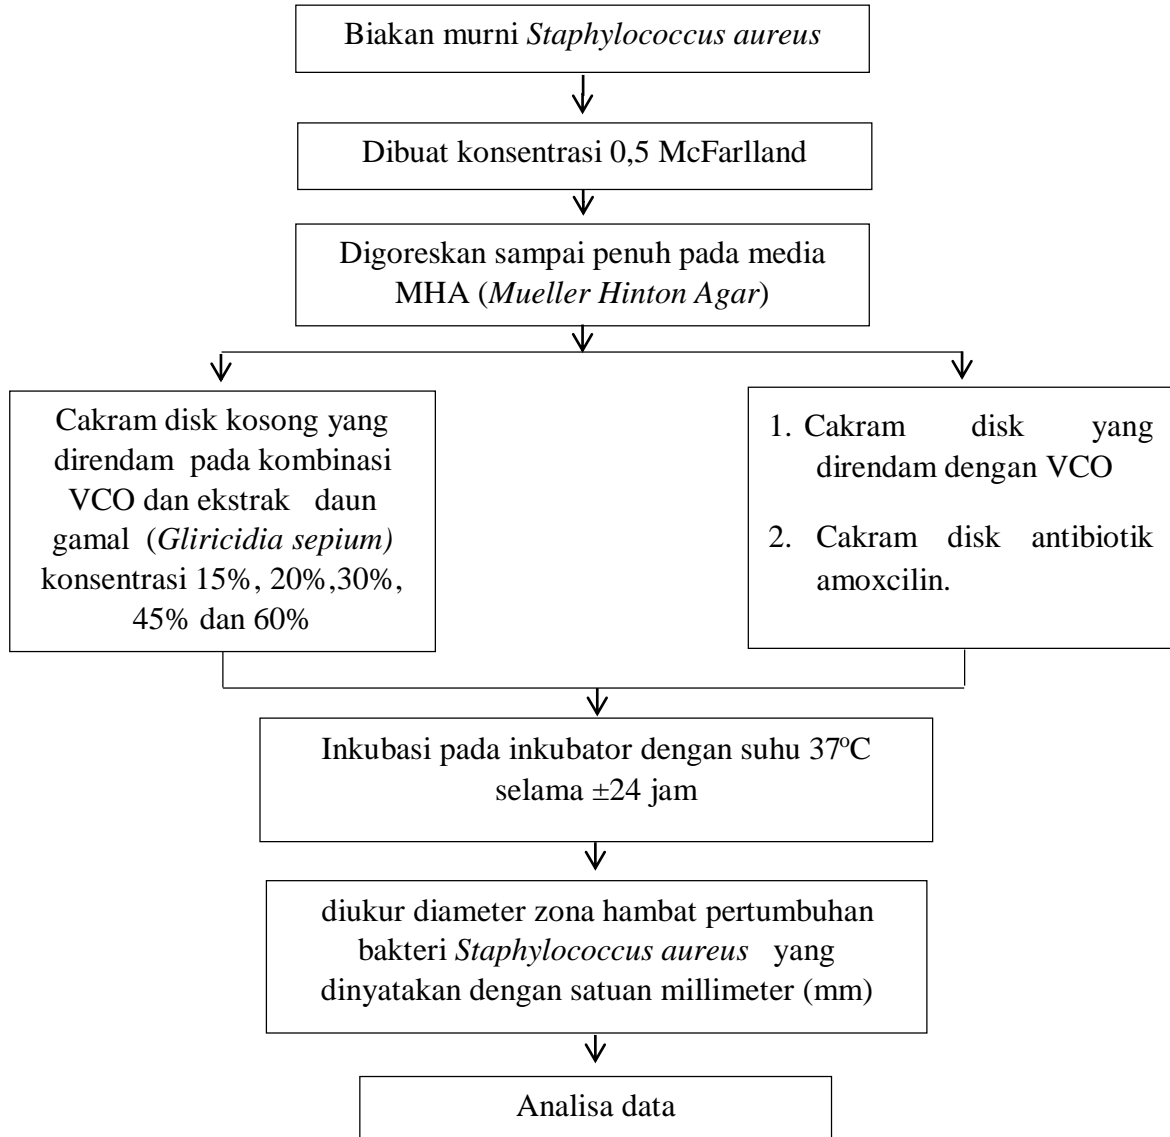 Biakan murni Staphylococcus aureus
Dibuat konsentrasi 0,5 McFarlland
Digoreskan sampai penuh pada media
MHA (Mueller Hinton Agar)
Cakram disk kosong yang
direndam pada kombinasi
VCO dan ekstrak daun
gamal (Gliricidia sepium)
konsentrasi 15%, 20%,30%,
45% dan 60%
1. Cakram disk yang
direndam dengan VCO
2. Cakram disk antibiotik
amoxcilin.
Inkubasi pada inkubator dengan suhu 37ºC
selama ±24 jam
diukur diameter zona hambat pertumbuhan
bakteri Staphylococcus aureus yang
dinyatakan dengan satuan millimeter (mm)
Analisa data